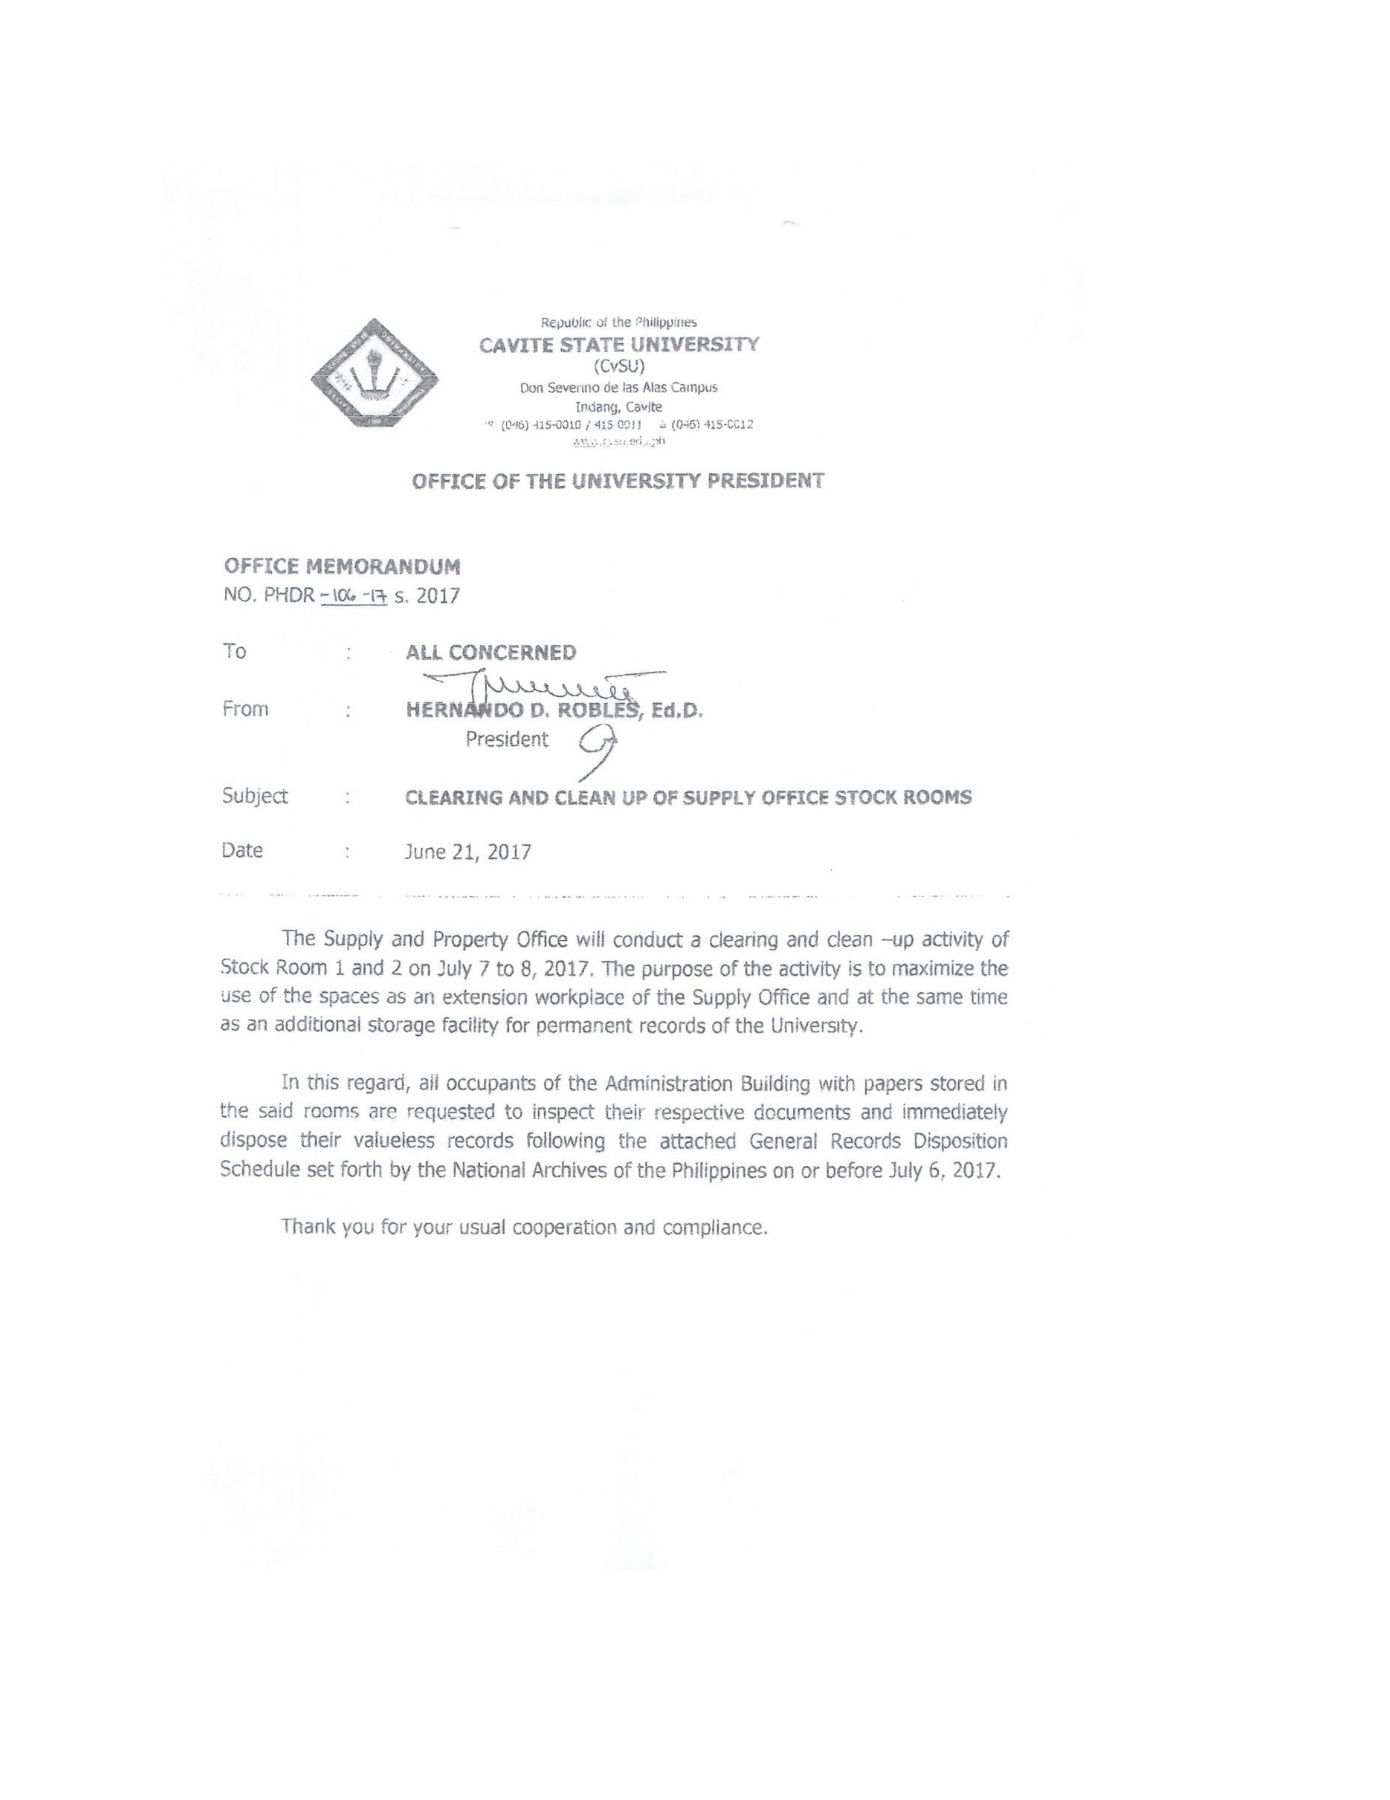 Republic of the Philippines
CAVITE STATE UNIVERSITY
(CvSU)
Don Severino de las Alas Campus
Indang, Cavite
(046) 415-0010 / 415 0011 (046) 415-0012
www.cvsu.edu.ph
OFFICE OF THE UNIVERSITY PRESIDENT
OFFICE MEMORANDUM
NO. PHDR -106 -17 s. 2017
To : ALL CONCERNED
From : HERNANDO D. ROBLES, Ed.D.
President
Subject : CLEARING AND CLEAN UP OF SUPPLY OFFICE STOCK ROOMS
Date : June 21, 2017
The Supply and Property Office will conduct a clearing and clean –up activity of
Stock Room 1 and 2 on July 7 to 8, 2017. The purpose of the activity is to maximize the
use of the spaces as an extension workplace of the Supply Office and at the same time
as an additional storage facility for permanent records of the University.
In this regard, all occupants of the Administration Building with papers stored in
the said rooms are requested to inspect their respective documents and immediately
dispose their valueless records following the attached General Records Disposition
Schedule set forth by the National Archives of the Philippines on or before July 6, 2017.
Thank you for your usual cooperation and compliance.